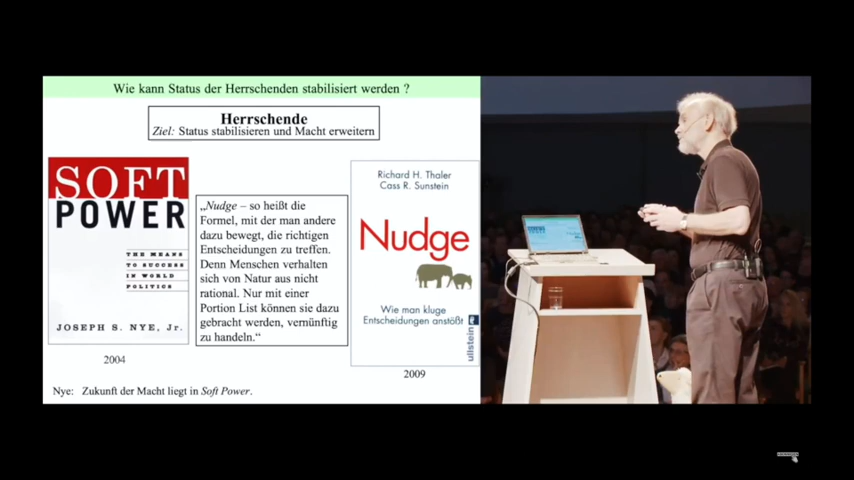 Wie kann Status der Herrschenden stabilisiert werden ?
Herrschende
Ziel: Status stabilisieren und Macht erweitern
SOFT
POWER
THE MEANS
TO SUCCESS
IN WORLD
POLITICS
JOSEPH S. NYE, Jr.
2004
„Nudge – so heißt die
Formel, mit der man andere
dazu bewegt, die richtigen
Entscheidungen zu treffen.
Denn Menschen verhalten
sich von Natur aus nicht
rational. Nur mit einer
Portion List können sie dazu
gebracht werden, vernünftig
zu handeln.“
Richard H. Thaler
Cass R. Sunstein
Nudge
Wie man kluge
Entscheidungen anstößt
ullstein
2009
Nye: Zukunft der Macht liegt in Soft Power.